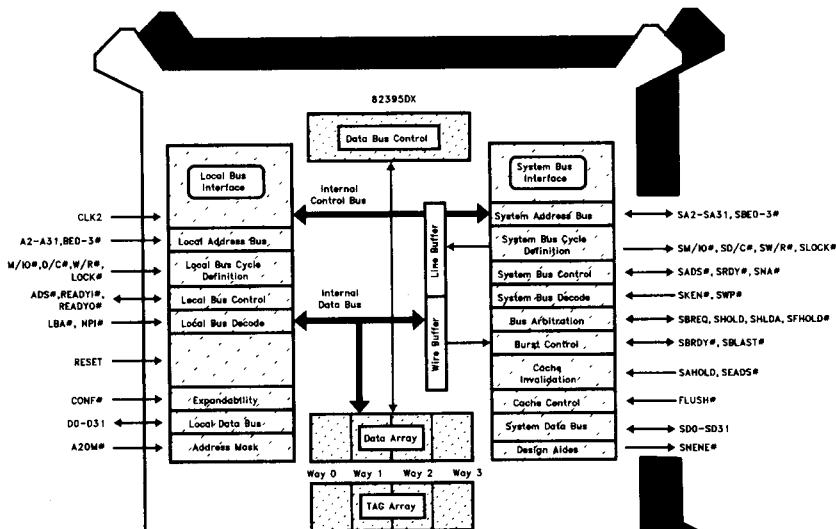 82395DX
Data Bus Control
Local Bus
Interface
System Bus
Interface
Internal
Control Bus
CLK2
System Address Bus
SA2-SA31, SBE0-3#
A2-A31,BE0-3#
Local Address Bus
System Bus Cycle
Definition
SM/IO#, SD/C#, SW/R#, SLOCK#
M/IO#,D/C#,W/R#,
LOCK#
Local Bus Cycle
Definition
Line Buffer
System Bus Control
SADS#, SRDY#, SNA#
ADS#,READYI#,
READYO#
Local Bus Control
Internal
Data Bus
System Bus Decode
SKEN#, SWP#
LBA#, NPI#
Local Bus Decode
Bus Arbitration
SBREQ, SHOLD, SHLDA, SFHOLD#
Wire Buffer
Burst Control
SBRDY#, SBLAST#
RESET
Cache
Invalidation
SAHOLD, SEADS#
CONF#
Expandability
Cache Control
FLUSH#
D0-D31
Local Data Bus
System Data Bus
SD0-SD31
Data Array
A20M#
Address Mask
Design Aides
SNENE#
Way 0 Way 1 Way 2 Way 3
TAG Array